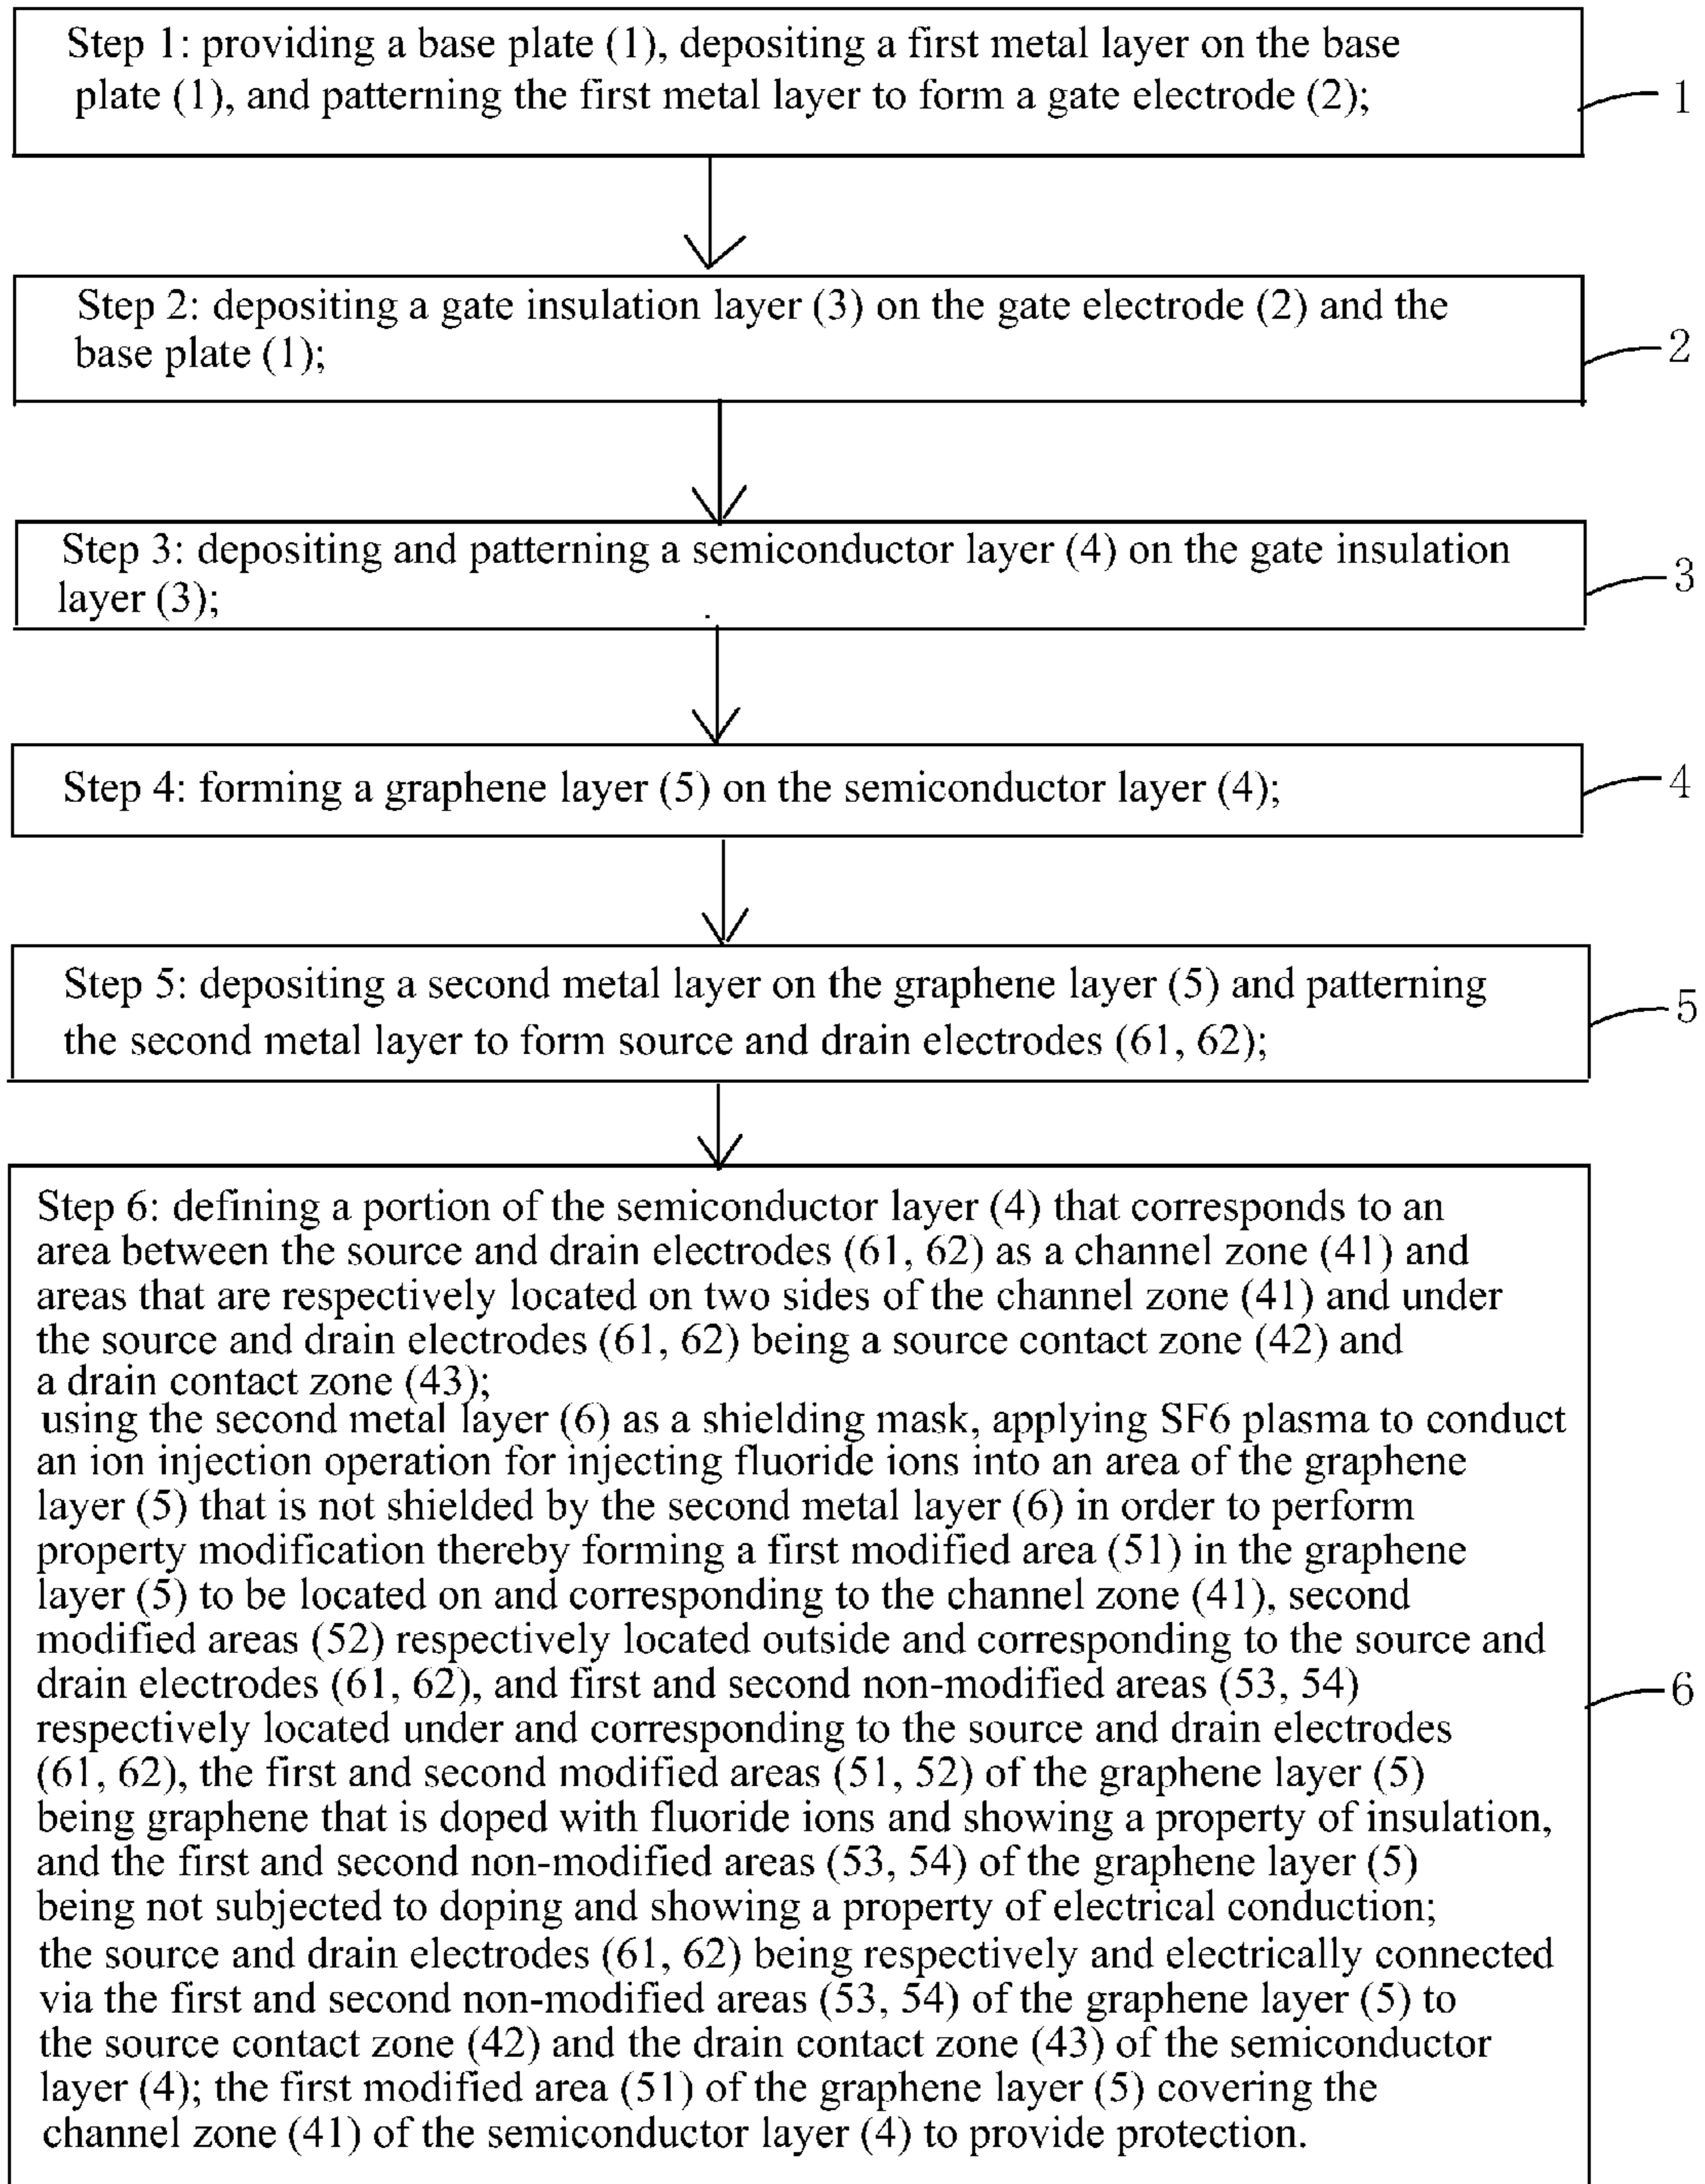 Step 1: providing a base plate (1), depositing a first metal layer on the base
plate (1), and patterning the first metal layer to form a gate electrode (2);
1
Step 2: depositing a gate insulation layer (3) on the gate electrode (2) and the
base plate (1);
2
Step 3: depositing and patterning a semiconductor layer (4) on the gate insulation
layer (3);
3
Step 4: forming a graphene layer (5) on the semiconductor layer (4);
4
Step 5: depositing a second metal layer on the graphene layer (5) and patterning
the second metal layer to form source and drain electrodes (61, 62);
5
Step 6: defining a portion of the semiconductor layer (4) that corresponds to an
area between the source and drain electrodes (61, 62) as a channel zone (41) and
areas that are respectively located on two sides of the channel zone (41) and under
the source and drain electrodes (61, 62) being a source contact zone (42) and
a drain contact zone (43);
using the second metal layer (6) as a shielding mask, applying SF6 plasma to conduct
an ion injection operation for injecting fluoride ions into an area of the graphene
layer (5) that is not shielded by the second metal layer (6) in order to perform
property modification thereby forming a first modified area (51) in the graphene
layer (5) to be located on and corresponding to the channel zone (41), second
modified areas (52) respectively located outside and corresponding to the source and
drain electrodes (61, 62), and first and second non-modified areas (53, 54)
respectively located under and corresponding to the source and drain electrodes
(61, 62), the first and second modified areas (51, 52) of the graphene layer (5)
being graphene that is doped with fluoride ions and showing a property of insulation,
and the first and second non-modified areas (53, 54) of the graphene layer (5)
being not subjected to doping and showing a property of electrical conduction;
the source and drain electrodes (61, 62) being respectively and electrically connected
via the first and second non-modified areas (53, 54) of the graphene layer (5) to
the source contact zone (42) and the drain contact zone (43) of the semiconductor
layer (4); the first modified area (51) of the graphene layer (5) covering the
channel zone (41) of the semiconductor layer (4) to provide protection.
6